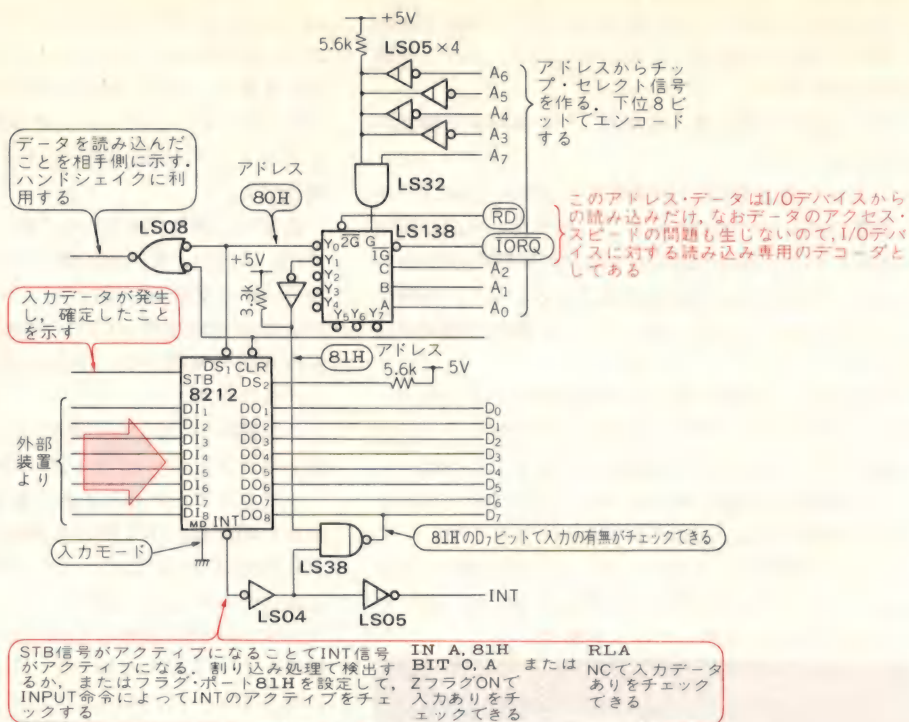 +5V
5.6k
LS05×4
A6
A5
A4
A3
A7
アドレスからチッ
プ・セレクト信号
を作る．下位8ビ
ットでエンコード
する
データを読み込んだ
ことを相手側に示す．
ハンドシェイクに利
用する
アドレス
80H
LS32
LS08
LS138
RD
IORQ
このアドレス・データはI/Oデバイスから
の読み込みだけ，なおデータのアクセス・
スピードの問題も生じないので，I/Oデバ
イスに対する読み込み専用のデコーダと
してある
+5V
3.3k
Y0 2G G
Y1 1G
Y2 C
Y3 B
Y4 A
Y5 Y6 Y7
A2
A1
A0
入力データが発生
し，確定したこと
を示す
81H
アドレス
5.6k
5V
DS1 CLR
STB DS2
8212
DI1 DO1 D0
DI2 DO2 D1
DI3 DO3 D2
DI4 DO4 D3
DI5 DO5 D4
DI6 DO6 D5
DI7 DO7 D6
DI8 DO8 D7
MD INT
外部
装置
より
入力モード
LS38
81HのD7ビットで入力の有無がチェックできる
LS04
LS05
INT
STB信号がアクティブになることでINT信号
がアクティブになる．割り込み処理で検出す
るか，またはフラグ・ポート81Hを設定して，
INPUT命令によってINTのアクティブをチェ
ックする
IN A, 81H
BIT 0, A または
ZフラグONで
入力ありをチ
ェックできる
RLA
NCで入力データ
ありをチェック
できる